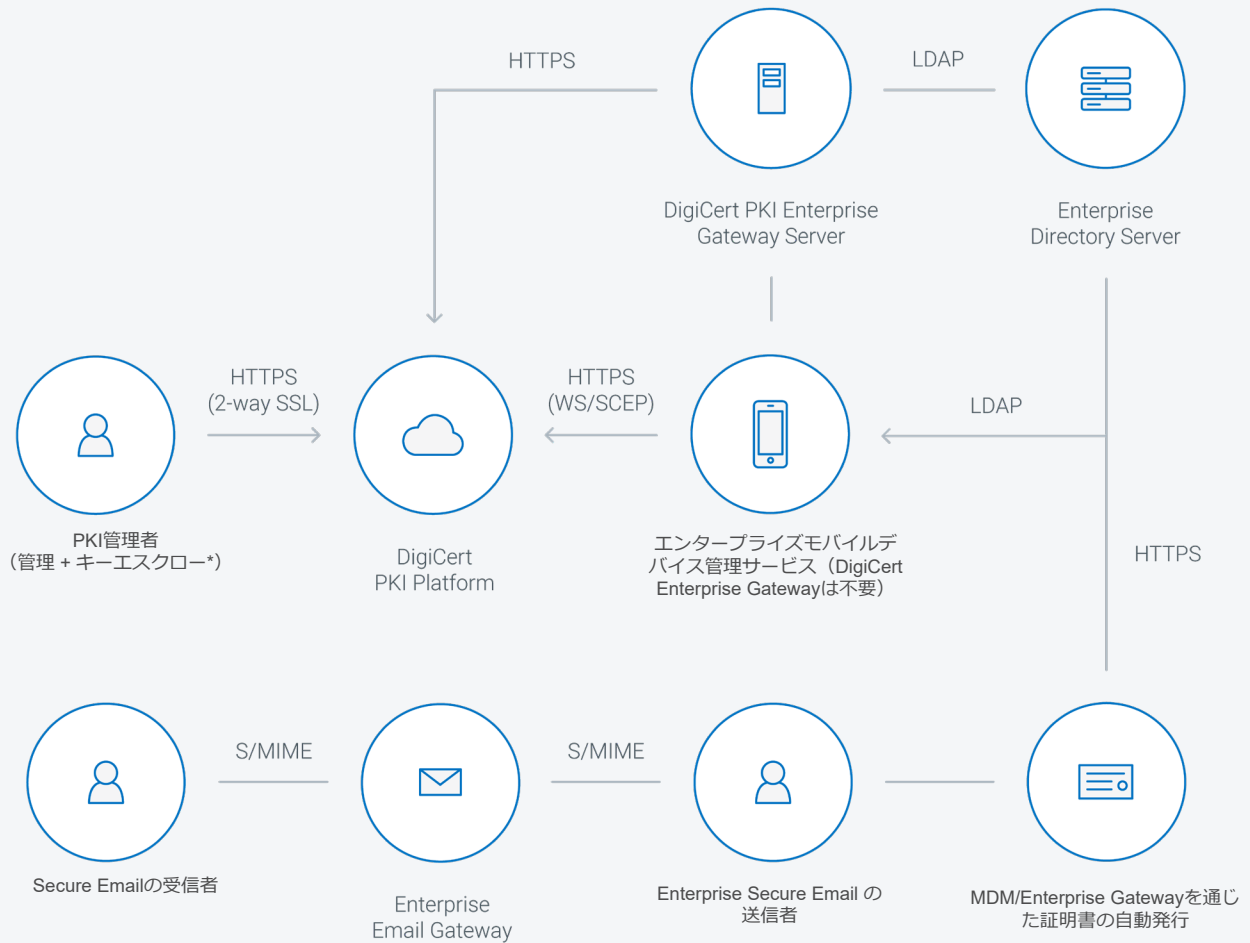 HTTPS
LDAP
DigiCert PKI Enterprise
Gateway Server
Enterprise
Directory Server
HTTPS
(2-way SSL)
HTTPS
(WS/SCEP)
LDAP
PKI管理者
（管理 + キーエスクロー*）
DigiCert
PKI Platform
エンタープライズモバイルデ
バイス管理サービス（DigiCert
Enterprise Gatewayは不要）
HTTPS
S/MIME
S/MIME
Secure Emailの受信者
Enterprise
Email Gateway
Enterprise Secure Email の
送信者
MDM/Enterprise Gatewayを通じ
た証明書の自動発行